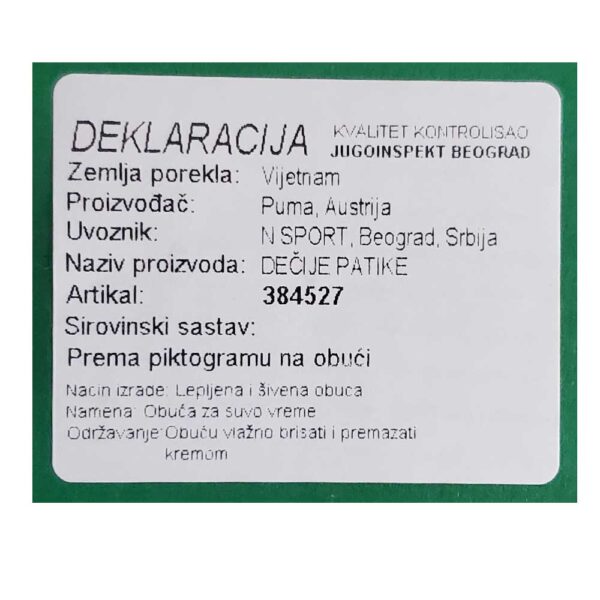 DEKLARACIJA KVALITET KONTROLISAO
JUGOINSPEKT BEOGRAD
Zemlja porekla: Vijetnam
Proizvođač: Puma, Austrija
Uvoznik: N SPORT, Beograd, Srbija
Naziv proizvoda: DEČIJE PATIKE
Artikal: 384527
Sirovinski sastav:
Prema piktogramu na obući
Nacin izrade: Lepljena i šivena obuca
Namena: Obuća za suvo vreme
Održavanje: Obuću vlažno brisati i premazati
kremom